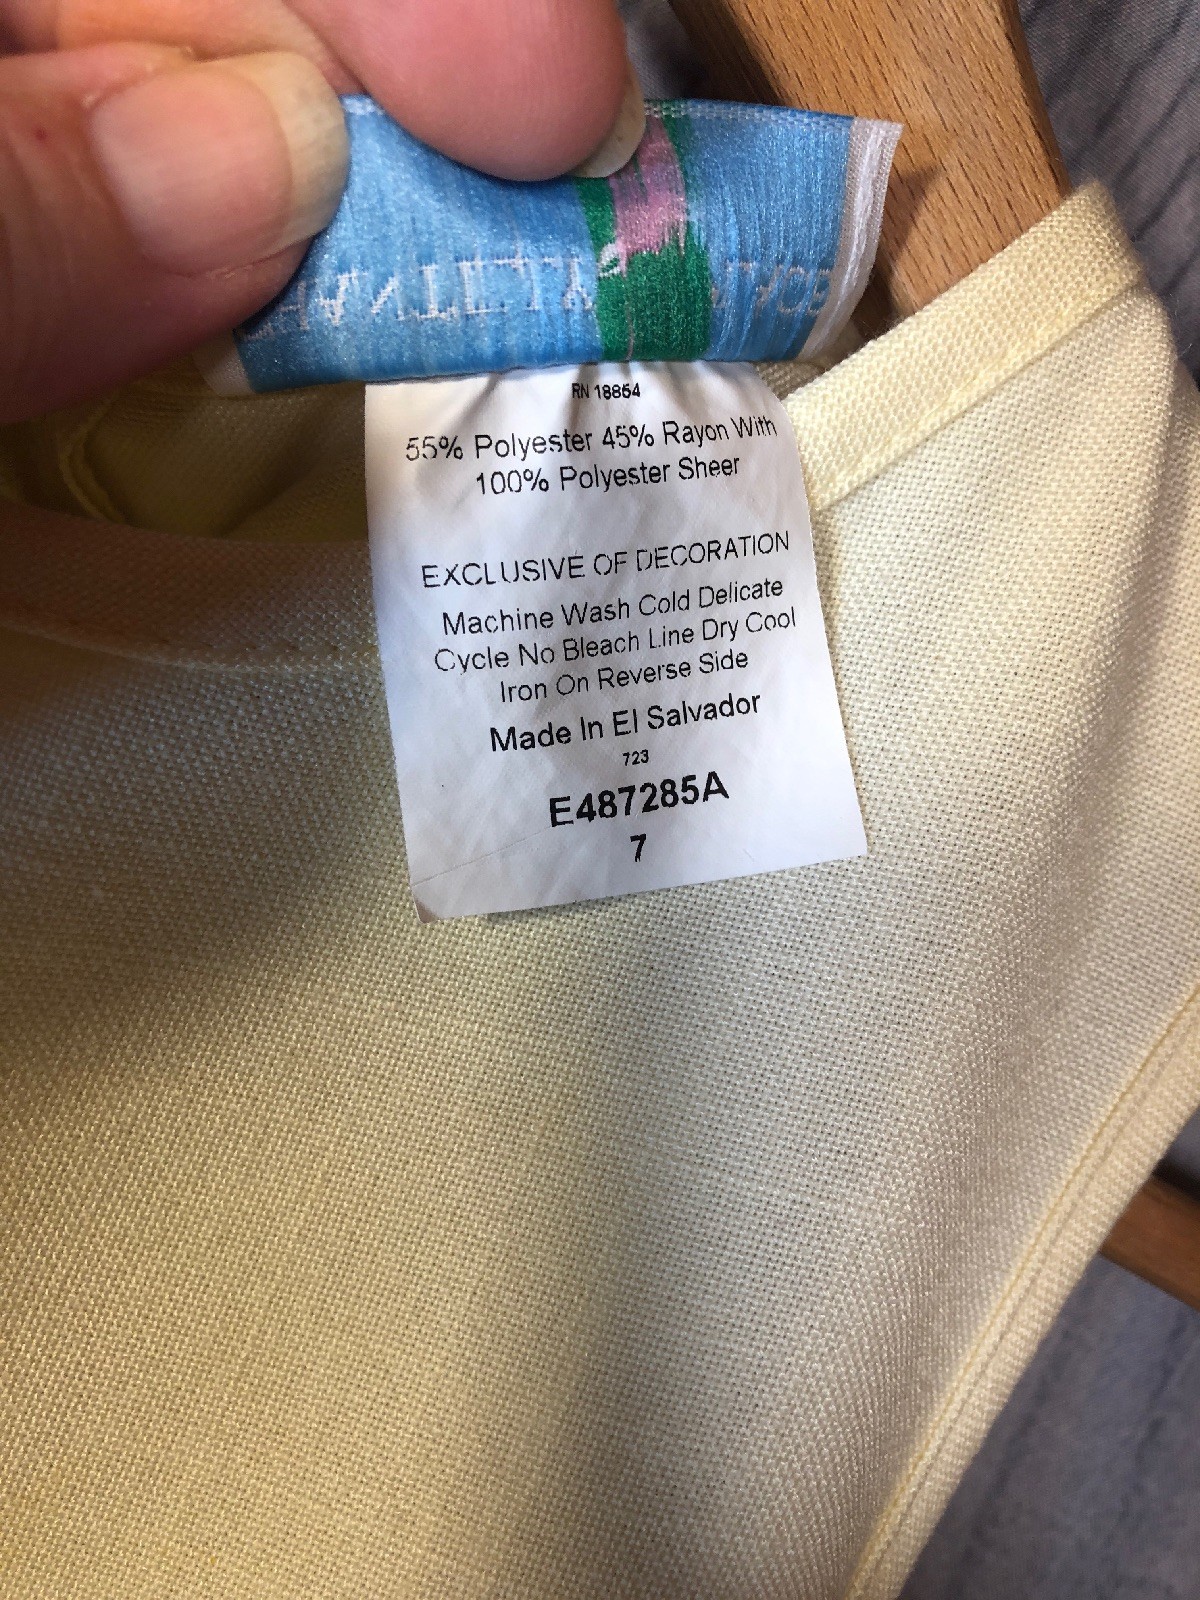 RN 18854
55% Polyester 45% Rayon With
100% Polyester Sheer
EXCLUSIVE OF DECORATION
Machine Wash Cold Delicate
Cycle No Bleach Line Dry Cool
Iron On Reverse Side
Made In El Salvador
723
E487285A
7